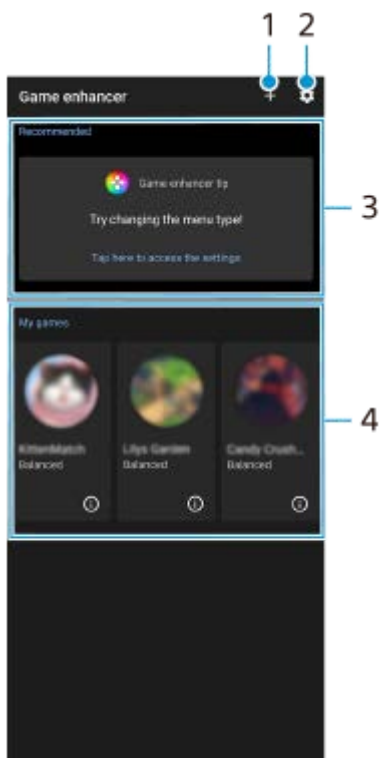 1 2
Game enhancer
Recommended
Game enhancer tip
Try changing the menu type!
Tap here to access the settings
3
My games
KittenMatch Lilys Garden Candy Crush...
Balanced Balanced Balanced
4